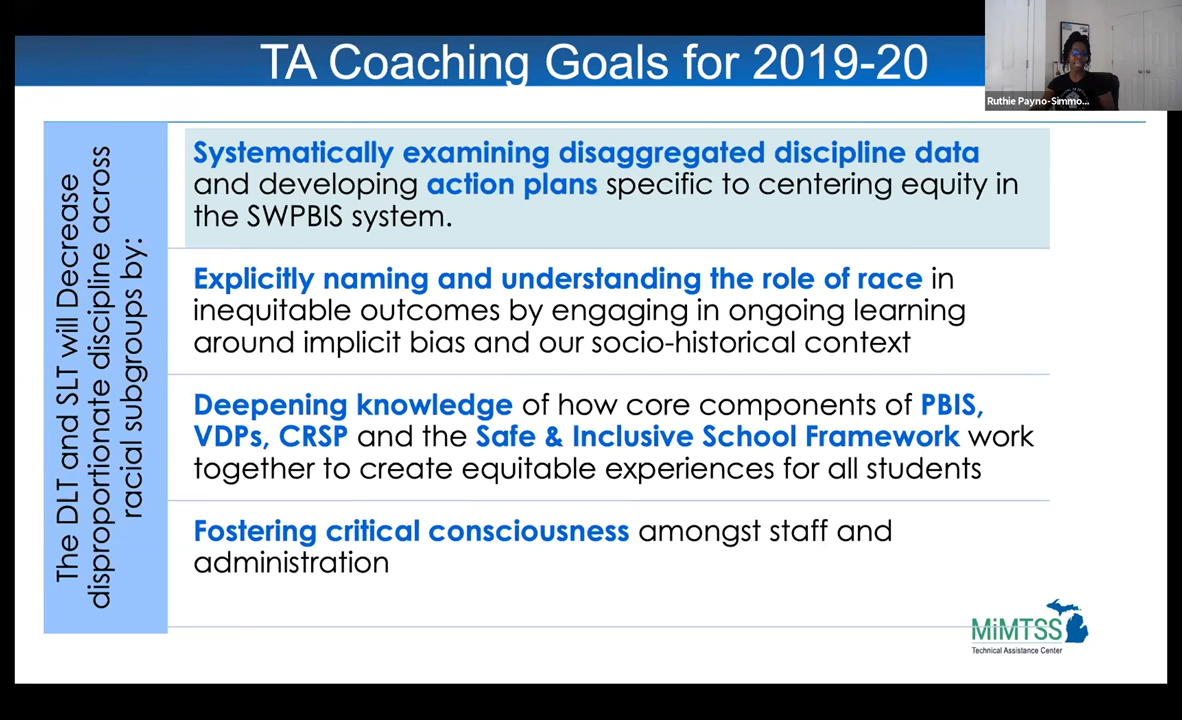 TA Coaching Goals for 2019-20
Ruthie Payno-Simmo...
The DLT and SLT will Decrease
disproportionate discipline across
racial subgroups by:
Systematically examining disaggregated discipline data
and developing action plans specific to centering equity in
the SWPBIS system.
Explicitly naming and understanding the role of race in
inequitable outcomes by engaging in ongoing learning
around implicit bias and our socio-historical context
Deepening knowledge of how core components of PBIS,
VDPs, CRSP and the Safe & Inclusive School Framework work
together to create equitable experiences for all students
Fostering critical consciousness amongst staff and
administration
MiMTSS
Technical Assistance Center